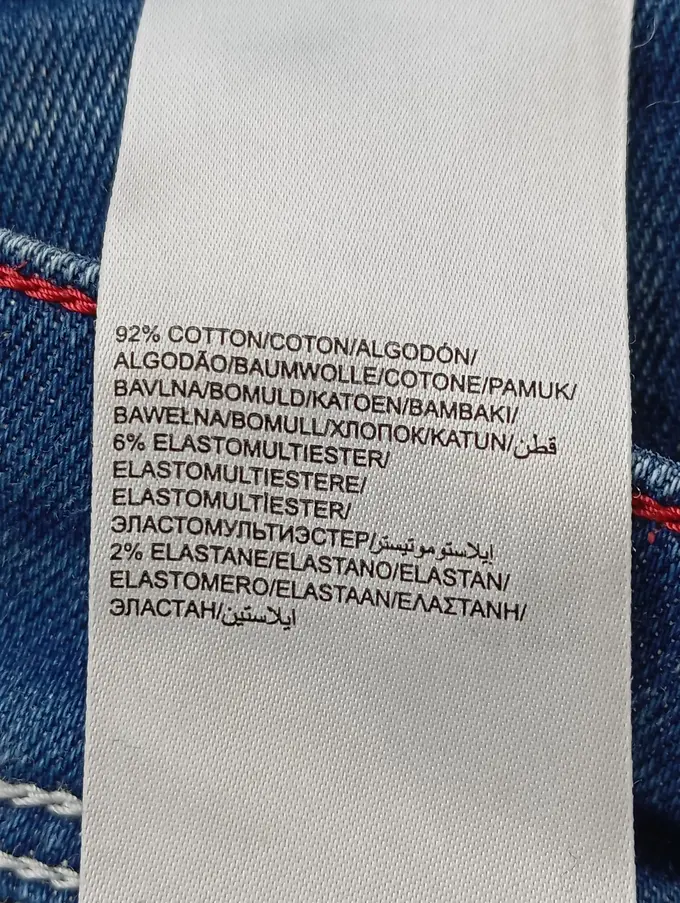 92% COTTON/COTON/ALGODÓN/
ALGODÃO/BAUMWOLLE/COTONE/PAMUK/
BAVLNA/BOMULD/KATOEN/BAMBAKI/
BAWEŁNA/BOMULL/ХЛОПОК/KATUN/قطن
6% ELASTOMULTIESTER/
ELASTOMULTIESTERE/
ELASTOMULTİESTER/
ЭЛАСТОМУЛЬТИЭСТЕР/ايلاستوموتيستر
2% ELASTANE/ELASTANO/ELASTAN/
ELASTOMERO/ELASTAAN/ΕΛΑΣΤΑΝΗ/
ЭЛАСТАН/ايلاستين